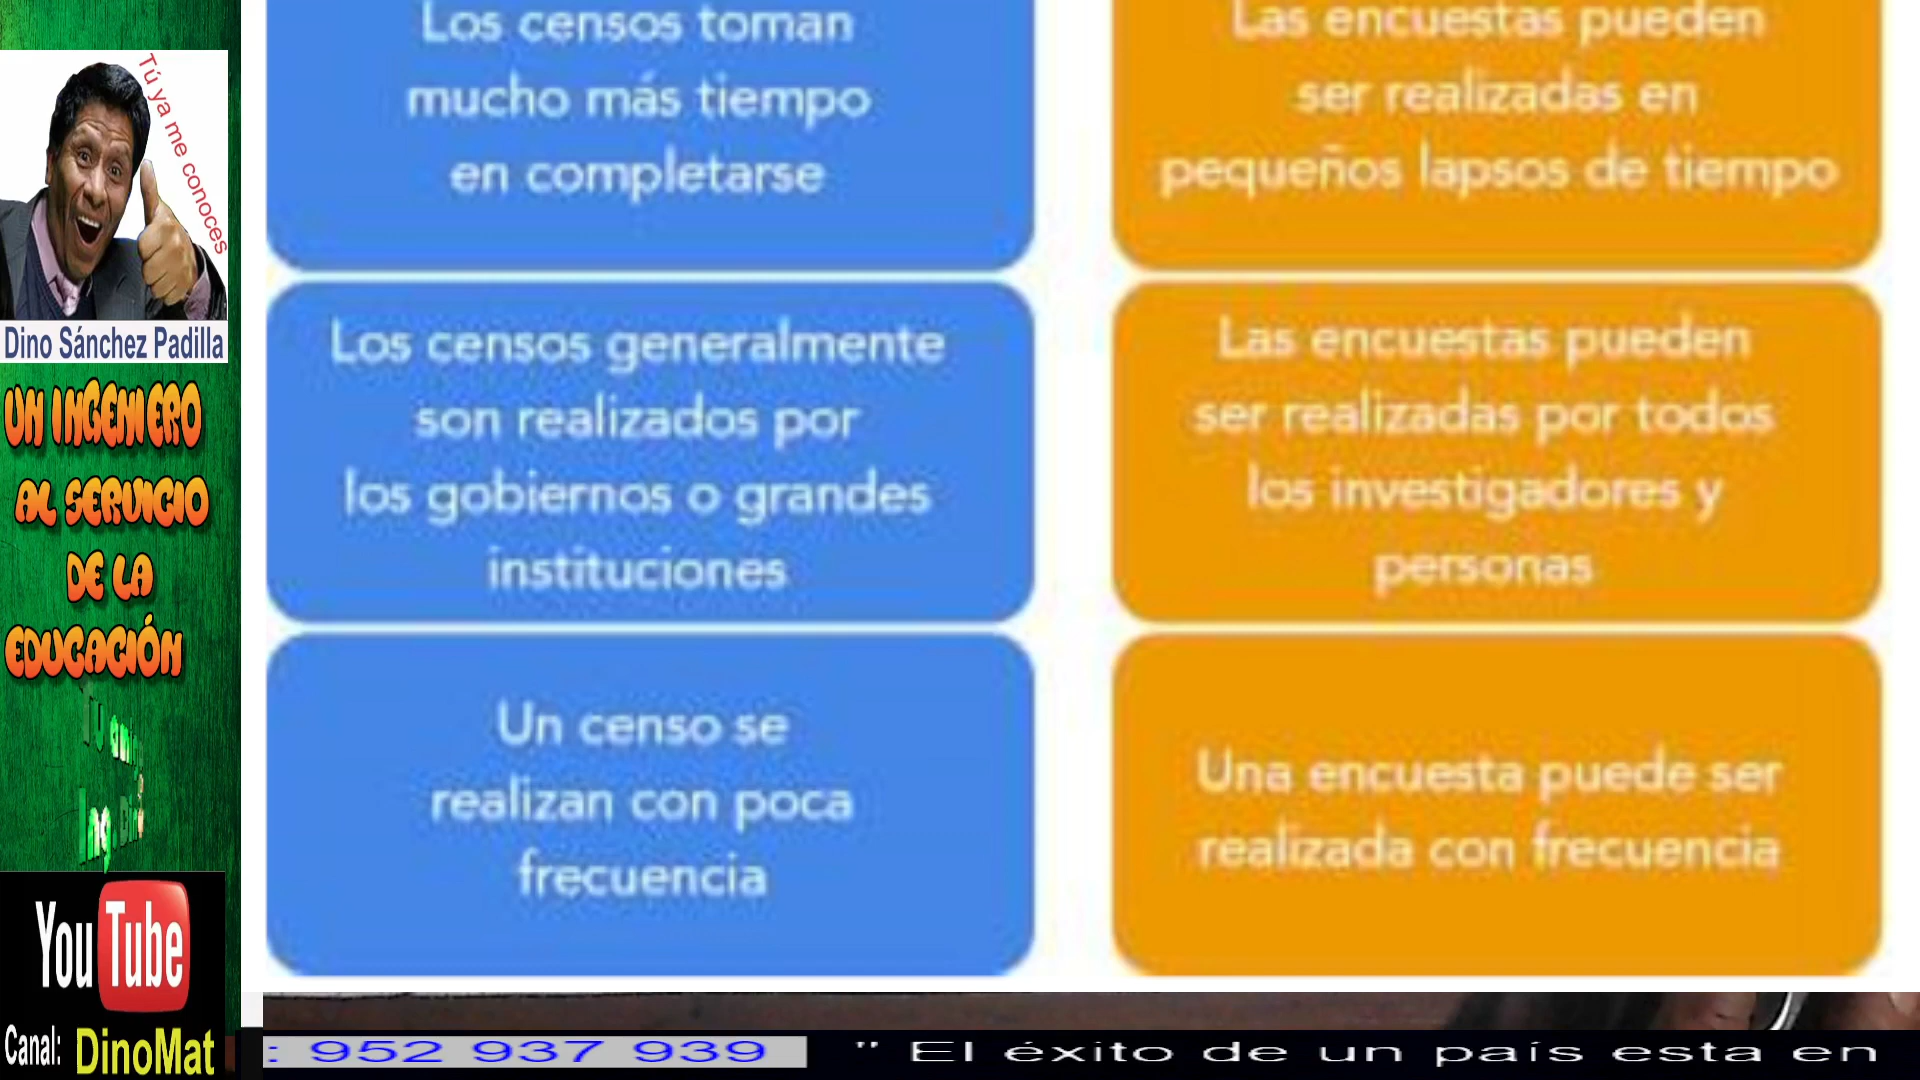 Tú ya me conoces
Dino Sánchez Padilla
UN INGENIERO
AL SERVICIO
DE LA
EDUCACIÓN
Ing.
YouTube
Canal: DinoMat
Los censos toman
mucho más tiempo
en completarse
Las encuestas pueden
ser realizadas en
pequeños lapsos de tiempo
Los censos generalmente
son realizados por
los gobiernos o grandes
instituciones
Las encuestas pueden
ser realizadas por todos
los investigadores y
personas
Un censo se
realizan con poca
frecuencia
Una encuesta puede ser
realizada con frecuencia
: 952 937 939 " El éxito de un país esta en